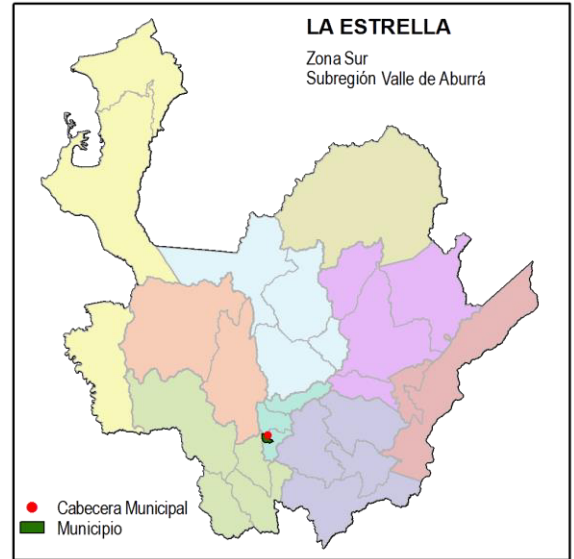 LA ESTRELLA
Zona Sur
Subregión Valle de Aburrá
Cabecera Municipal
Municipio